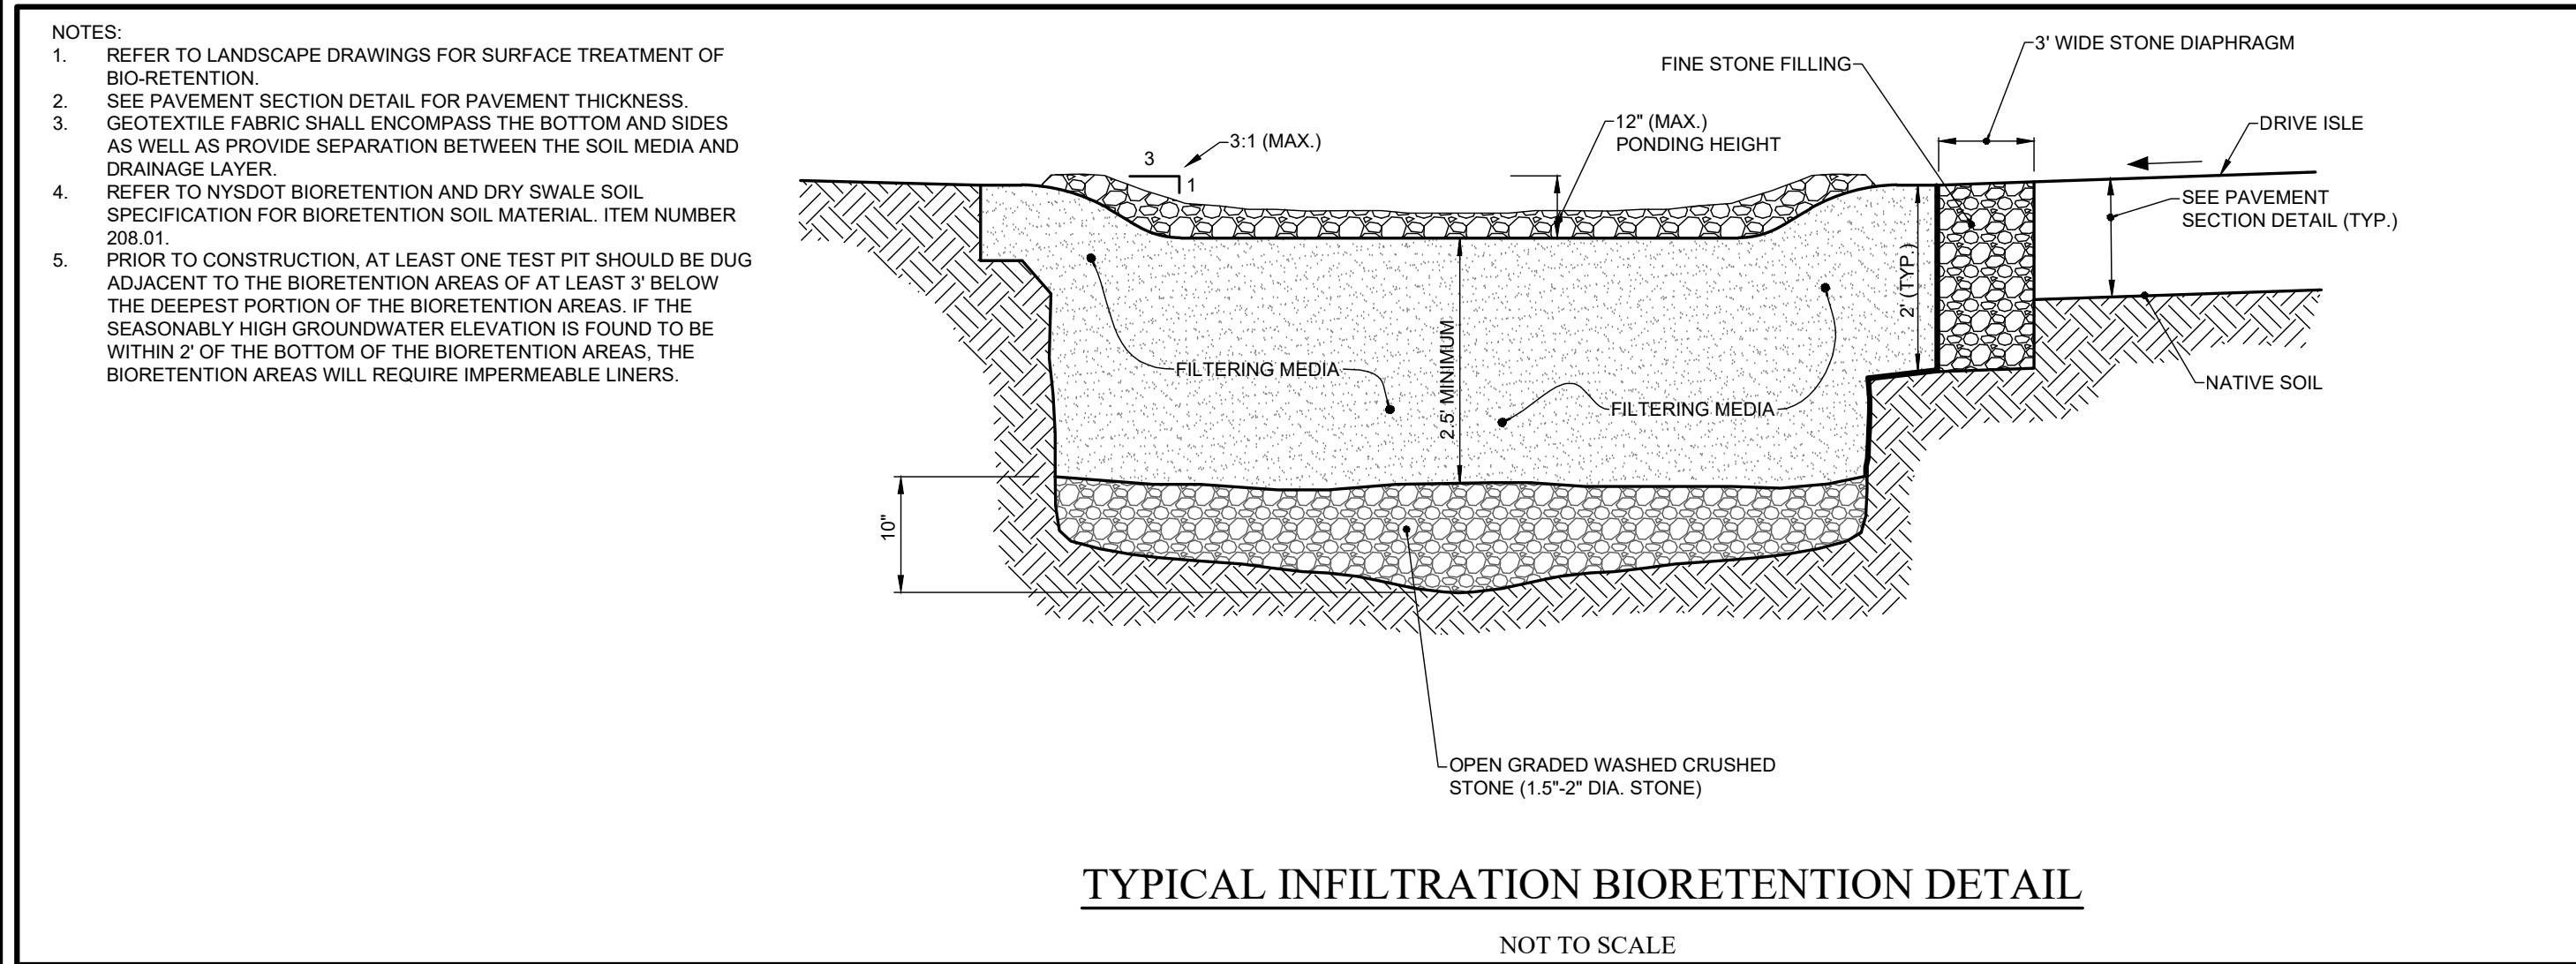 NOTES:
1. REFER TO LANDSCAPE DRAWINGS FOR SURFACE TREATMENT OF
BIO-RETENTION.
2. SEE PAVEMENT SECTION DETAIL FOR PAVEMENT THICKNESS.
3. GEOTEXTILE FABRIC SHALL ENCOMPASS THE BOTTOM AND SIDES
AS WELL AS PROVIDE SEPARATION BETWEEN THE SOIL MEDIA AND
DRAINAGE LAYER.
4. REFER TO NYSDOT BIORETENTION AND DRY SWALE SOIL
SPECIFICATION FOR BIORETENTION SOIL MATERIAL. ITEM NUMBER
208.01.
5. PRIOR TO CONSTRUCTION, AT LEAST ONE TEST PIT SHOULD BE DUG
ADJACENT TO THE BIORETENTION AREAS OF AT LEAST 3' BELOW
THE DEEPEST PORTION OF THE BIORETENTION AREAS. IF THE
SEASONABLY HIGH GROUNDWATER ELEVATION IS FOUND TO BE
WITHIN 2' OF THE BOTTOM OF THE BIORETENTION AREAS, THE
BIORETENTION AREAS WILL REQUIRE IMPERMEABLE LINERS.
3' WIDE STONE DIAPHRAGM
FINE STONE FILLING
12" (MAX.)
PONDING HEIGHT
DRIVE ISLE
3:1 (MAX.)
3
1
SEE PAVEMENT
SECTION DETAIL (TYP.)
2' (TYP.)
2.5' MINIMUM
FILTERING MEDIA
FILTERING MEDIA
NATIVE SOIL
10"
OPEN GRADED WASHED CRUSHED
STONE (1.5"-2" DIA. STONE)
TYPICAL INFILTRATION BIORETENTION DETAIL
NOT TO SCALE